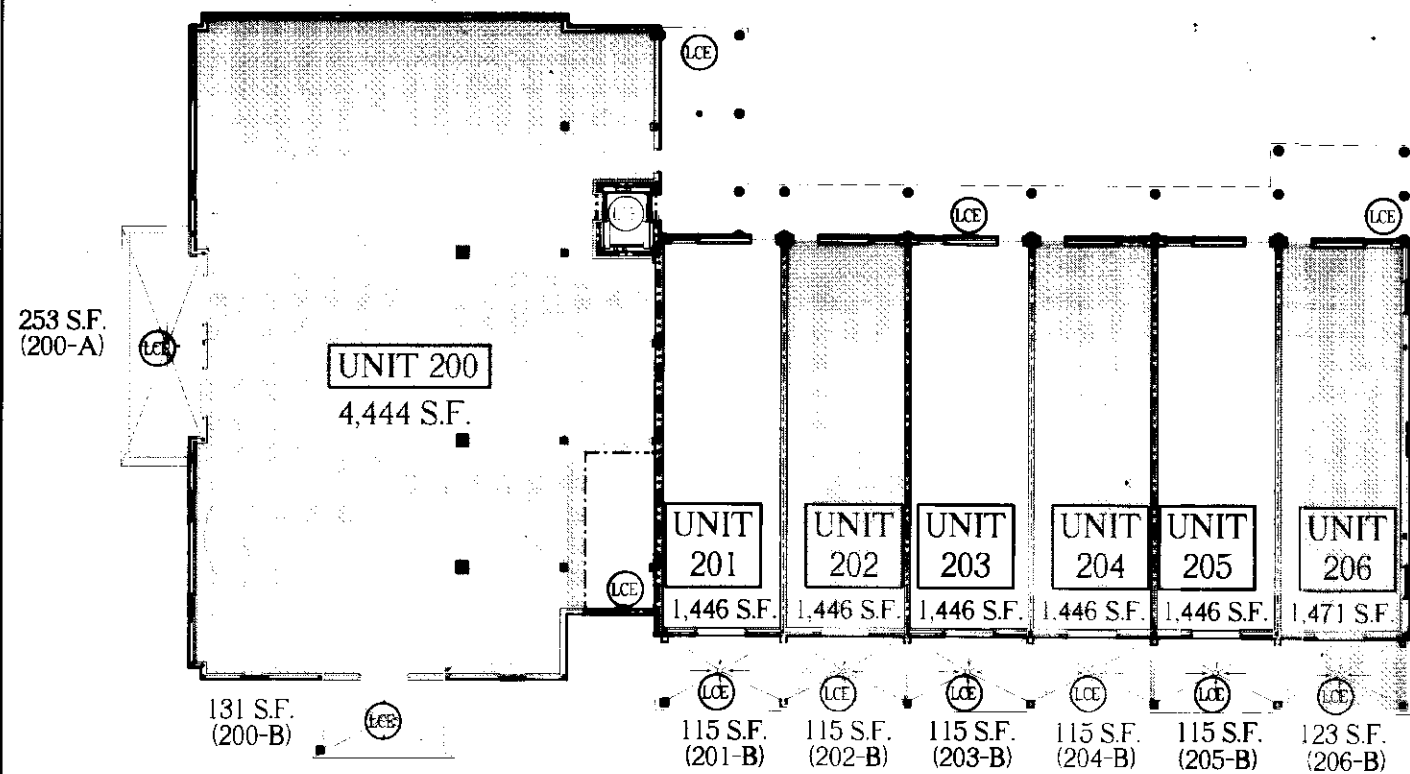 LCE
LCE
LCE
LCE
LCE
253 S.F.
(200-A)
LCE
UNIT 200
4,444 S.F.
UNIT
201
1,446 S.F.
UNIT
202
1,446 S.F.
UNIT
203
1,446 S.F.
UNIT
204
1,446 S.F.
UNIT
205
1,446 S.F.
UNIT
206
1,471 S.F.
LCE
131 S.F.
(200-B)
LCE
LCE
115 S.F.
(201-B)
LCE
115 S.F.
(202-B)
LCE
115 S.F.
(203-B)
LCE
115 S.F.
(204-B)
LCE
115 S.F.
(205-B)
LCE
123 S.F.
(206-B)